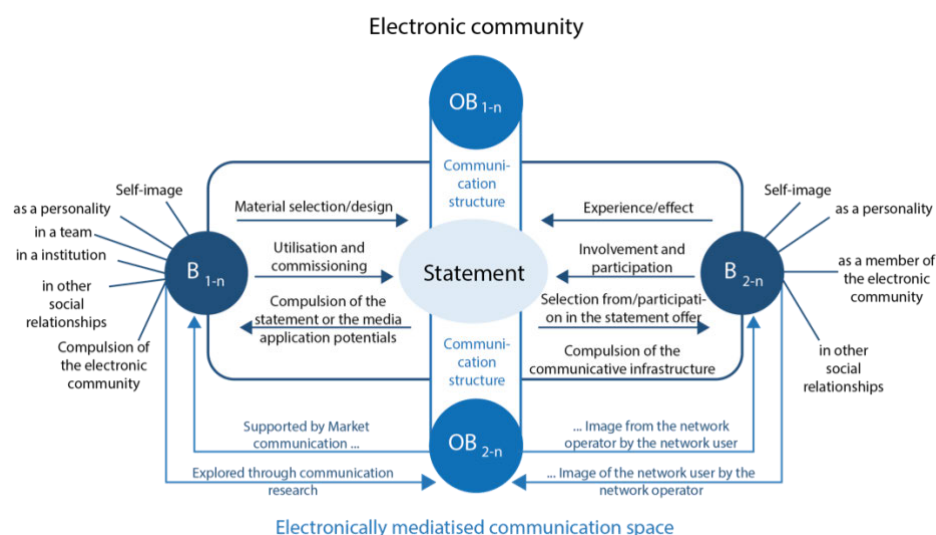 Electronic community
OB 1-n
Communi-
cation
structure
Self-image
as a personality
in a team
in a institution
in other
social
relationships
Compulsion of
the electronic
community
B 1-n
Material selection/design
Utilisation and
commissioning
Compulsion of the
statement or the media
application potentials
Statement
Experience/effect
Involvement and
participation
Selection from/participati-
on in the statement offer
Compulsion of the
communicative infrastructure
B 2-n
Self-image
as a personality
as a member of
the electronic
community
in other
social
relationships
Communi-
cation
structure
OB 2-n
Supported by Market
communication ...
Explored through communication
research
... Image from the network
operator by the network user
... Image of the network user by the
network operator
Electronically mediatised communication space